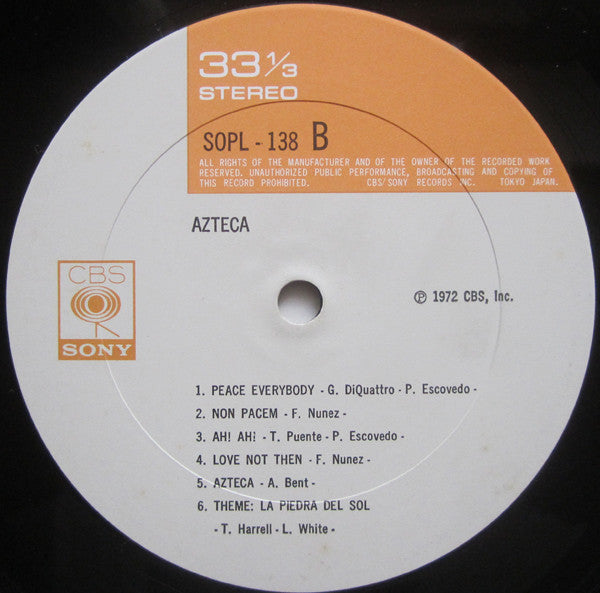 33 1/3
STEREO
SOPL - 138 B
ALL RIGHTS OF THE MANUFACTURER AND OF THE OWNER OF THE RECORDED WORK
RESERVED. UNAUTHORIZED PUBLIC PERFORMANCE, BROADCASTING AND COPYING OF
THIS RECORD PROHIBITED. CBS/SONY RECORDS INC. TOKYO JAPAN.
AZTECA
CBS
SONY
℗ 1972 CBS, Inc.
1. PEACE EVERYBODY - G. DiQuattro - P. Escovedo -
2. NON PACEM - F. Nunez -
3. AH! AH! - T. Puente - P. Escovedo -
4. LOVE NOT THEN - F. Nunez -
5. AZTECA - A. Bent -
6. THEME: LA PIEDRA DEL SOL
- T. Harrell - L. White -